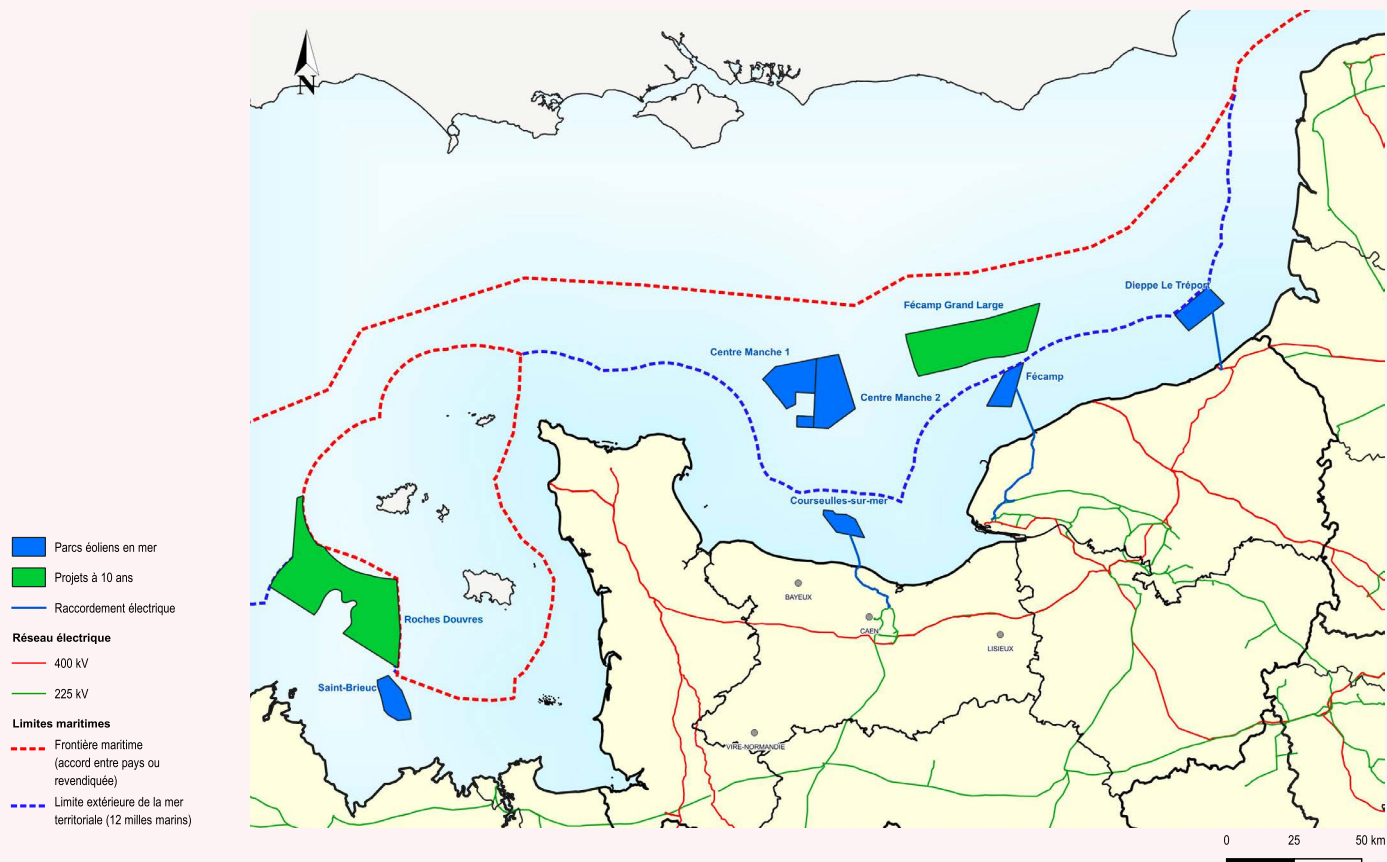 N
Dieppe Le Tréport
Fécamp Grand Large
Centre Manche 1
Fécamp
Centre Manche 2
Courseulles-sur-mer
BAYEUX
CAEN
LISIEUX
Roches Douvres
Saint-Brieuc
VIRE-NORMANDIE
Parcs éoliens en mer
Projets à 10 ans
Raccordement électrique
Réseau électrique
400 kV
225 kV
Limites maritimes
Frontière maritime
(accord entre pays ou
revendiquée)
Limite extérieure de la mer
territoriale (12 milles marins)
0 25 50 km